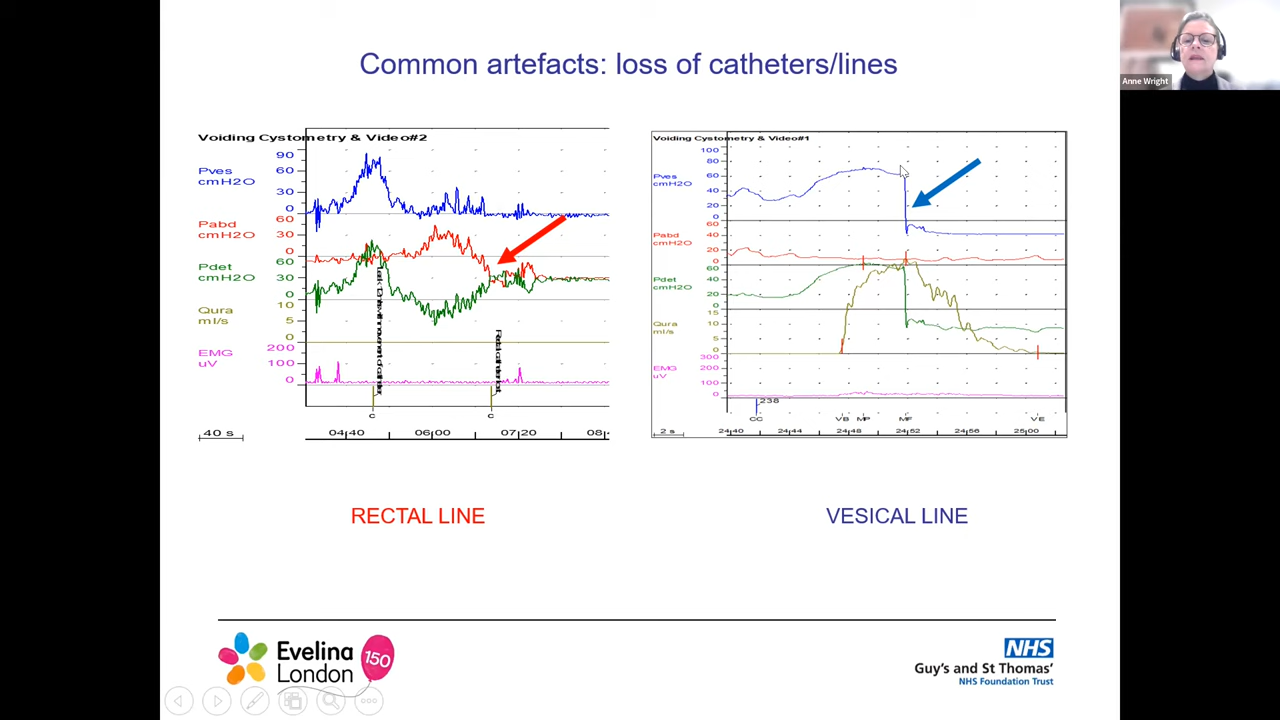 Common artefacts: loss of catheters/lines
Anne Wright
Voiding Cystometry & Video#2
Pves
cmH2O
90
60
30
0
Pabd
cmH2O
60
30
0
Pdet
cmH2O
60
30
0
Qura
ml/s
10
5
0
EMG
uV
200
100
0
C
C
40 s
04:40
06:00
07:20
08:
Voiding Cystometry & Video#1
Pves
cmH2O
100
80
60
40
20
0
Pabd
cmH2O
60
40
20
0
Pdet
cmH2O
60
40
20
0
Qura
ml/s
15
10
5
0
EMG
uV
300
200
100
0
238
CC
VB
MP
MF
VE
2 s
24:40
24:44
24:48
24:52
24:56
25:00
RECTAL LINE
VESICAL LINE
Evelina
London
150
NHS
Guy's and St Thomas'
NHS Foundation Trust